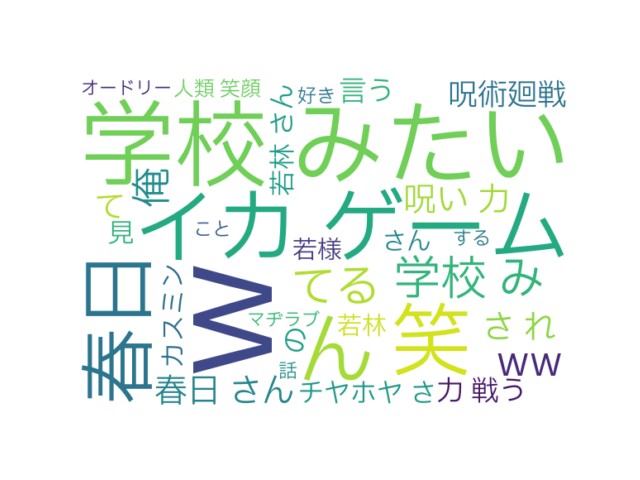 オードリー 人類 笑顔 好き 言う 呪術廻戦
学校 みたい
若林 さん
俺 て 呪い 力
イカ ゲーム
見 こと 若様 さん する
春日 カスミン w てる 学校 み
マヂラブ 若林 の ん 笑 され
話 ww
春日 さん チヤホヤ さ 力 戦う